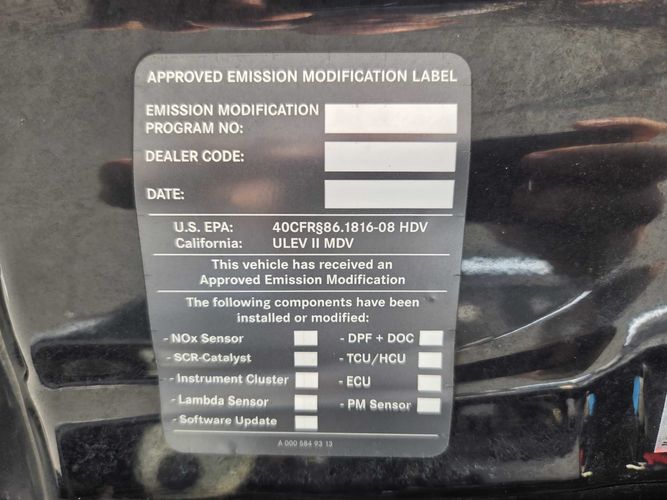 APPROVED EMISSION MODIFICATION LABEL
EMISSION MODIFICATION
PROGRAM NO:
DEALER CODE:
DATE:
U.S. EPA: 40CFR§86.1816-08 HDV
California: ULEV II MDV
This vehicle has received an
Approved Emission Modification
The following components have been
installed or modified:
- NOx Sensor - DPF + DOC
- SCR-Catalyst - TCU/HCU
- Instrument Cluster - ECU
- Lambda Sensor - PM Sensor
- Software Update
A 000 584 93 13